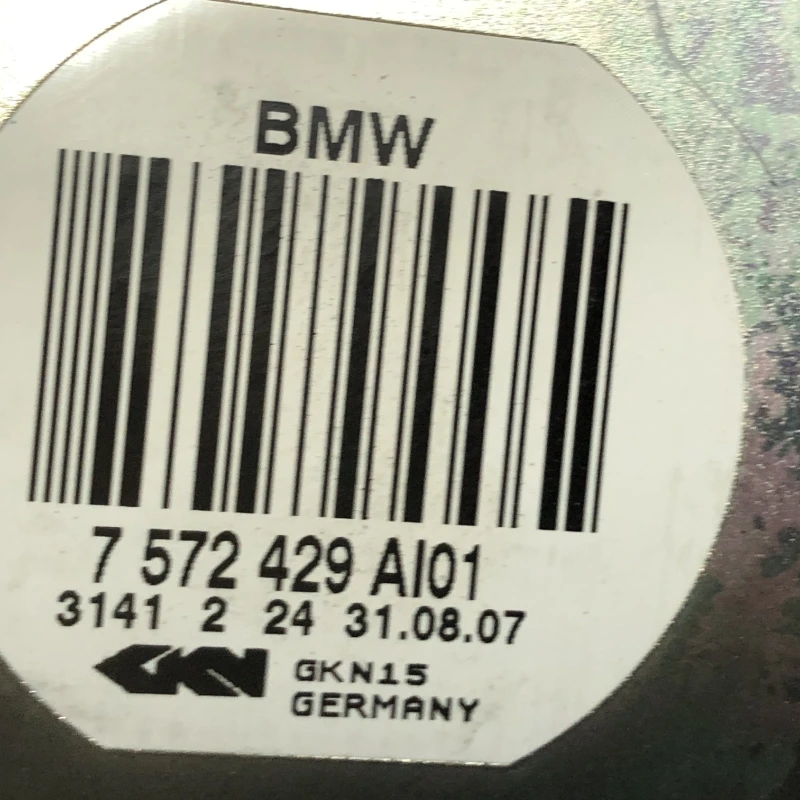 BMW
7 572 429 AI01
3141 2 24 31.08.07
GKN GKN15
GERMANY